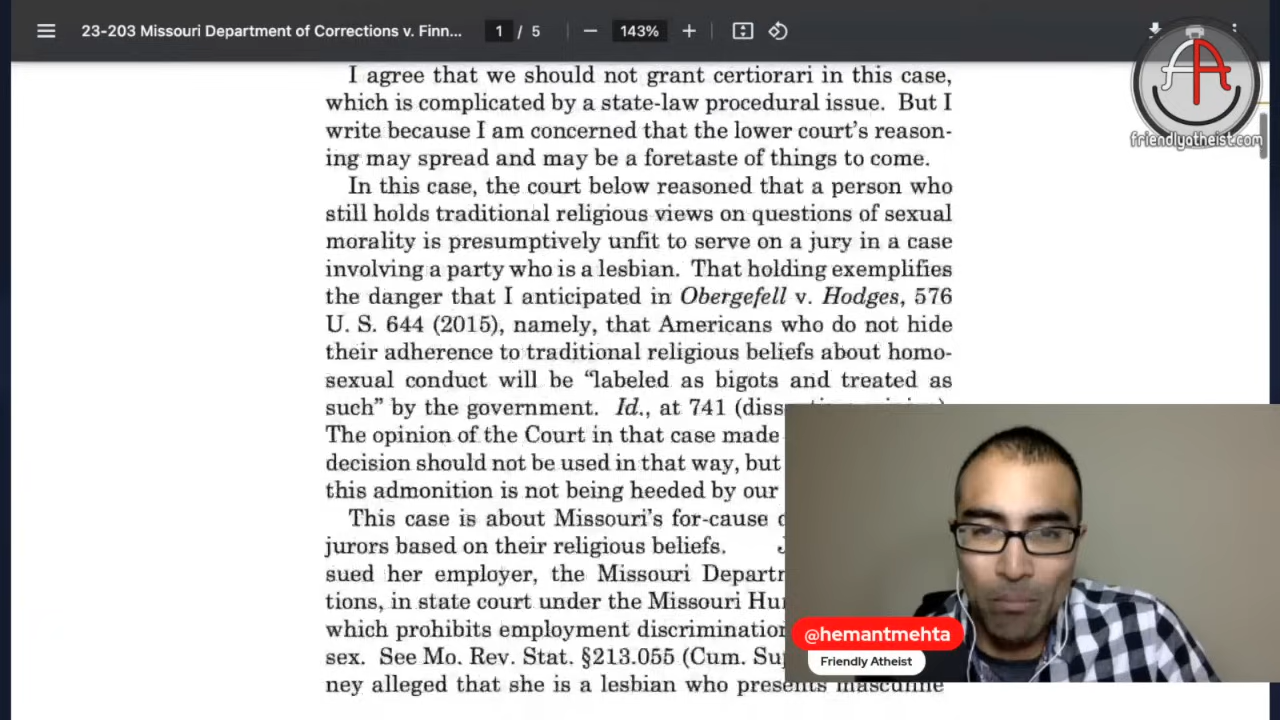 23-203 Missouri Department of Corrections v. Finn... 1 / 5 143%
AA
friendlyatheist.com
I agree that we should not grant certiorari in this case,
which is complicated by a state-law procedural issue. But I
write because I am concerned that the lower court's reason-
ing may spread and may be a foretaste of things to come.
In this case, the court below reasoned that a person who
still holds traditional religious views on questions of sexual
morality is presumptively unfit to serve on a jury in a case
involving a party who is a lesbian. That holding exemplifies
the danger that I anticipated in Obergefell v. Hodges, 576
U. S. 644 (2015), namely, that Americans who do not hide
their adherence to traditional religious beliefs about homo-
sexual conduct will be “labeled as bigots and treated as
such” by the government. Id., at 741
The opinion of the Court in that case made
decision should not be used in that way, but
this admonition is not being heeded by our
This case is about Missouri's for-cause
jurors based on their religious beliefs.
sued her employer, the Missouri
tions, in state court under the Missouri
which prohibits employment
sex. See Mo. Rev. Stat. §213.055 (Cum.
ney alleged that she is a lesbian who presents masculine
@hemantmehta
Friendly Atheist